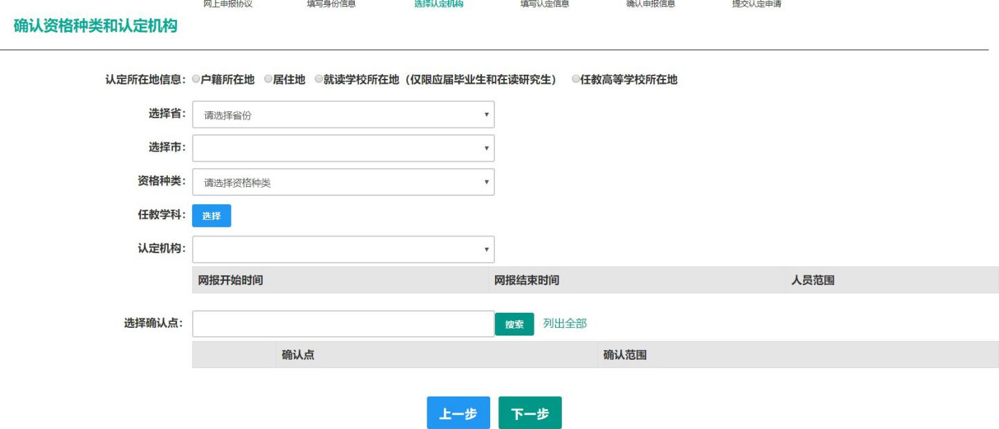 网上申报协议 填写身份信息 选择认定机构 填写认定信息 确认申报信息 提交认定申请
确认资格种类和认定机构
认定所在地信息： 户籍所在地 居住地 就读学校所在地（仅限应届毕业生和在读研究生） 任教高等学校所在地
选择省： 请选择省份
选择市：
资格种类： 请选择资格种类
任教学科： 选择
认定机构：
网报开始时间 网报结束时间 人员范围
选择确认点： 搜索 列出全部
确认点 确认范围
上一步 下一步